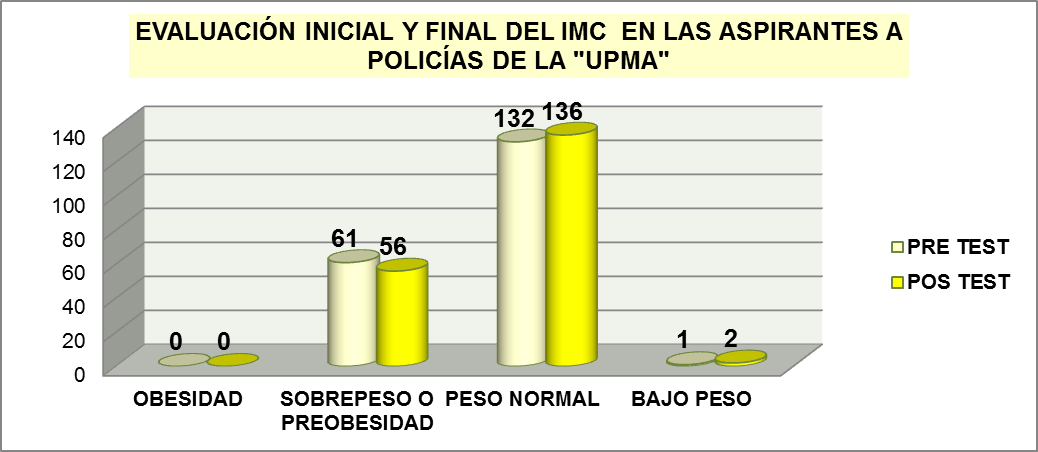 EVALUACIÓN INICIAL Y FINAL DEL IMC EN LAS ASPIRANTES A
POLICÍAS DE LA "UPMA"
140
120
100
80
60
40
20
0
0
0
61
56
132
136
1
2
OBESIDAD
SOBREPESO O
PREOBESIDAD
PESO NORMAL
BAJO PESO
PRE TEST
POS TEST